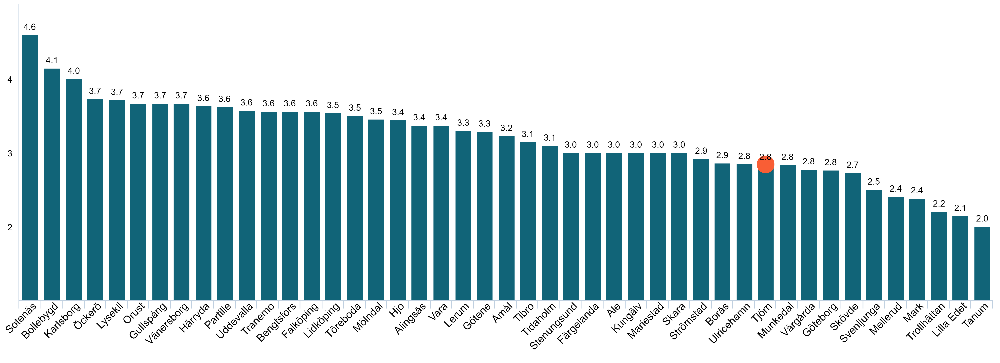 4.6
4.1
4.0
3.7
3.7
3.7
3.7
3.7
3.6
3.6
3.6
3.6
3.6
3.6
3.5
3.5
3.5
3.4
3.4
3.4
3.3
3.3
3.2
3.1
3.1
3.0
3.0
3.0
3.0
3.0
3.0
2.9
2.9
2.8
2.8
2.8
2.8
2.8
2.7
2.5
2.4
2.4
2.2
2.1
2.0
4
3
2
Sotenäs
Bollebygd
Karlsborg
Öckerö
Lysekil
Orust
Gullspång
Vänersborg
Härryda
Partille
Uddevalla
Tranemo
Bengtsfors
Falköping
Lidköping
Töreboda
Mölndal
Hjo
Alingsås
Vara
Lerum
Götene
Åmål
Tibro
Tidaholm
Stenungsund
Färgelanda
Ale
Kungälv
Mariestad
Skara
Strömstad
Borås
Ulricehamn
Tjörn
Munkedal
Vårgårda
Göteborg
Skövde
Svenljunga
Mellerud
Mark
Trollhättan
Lilla Edet
Tanum